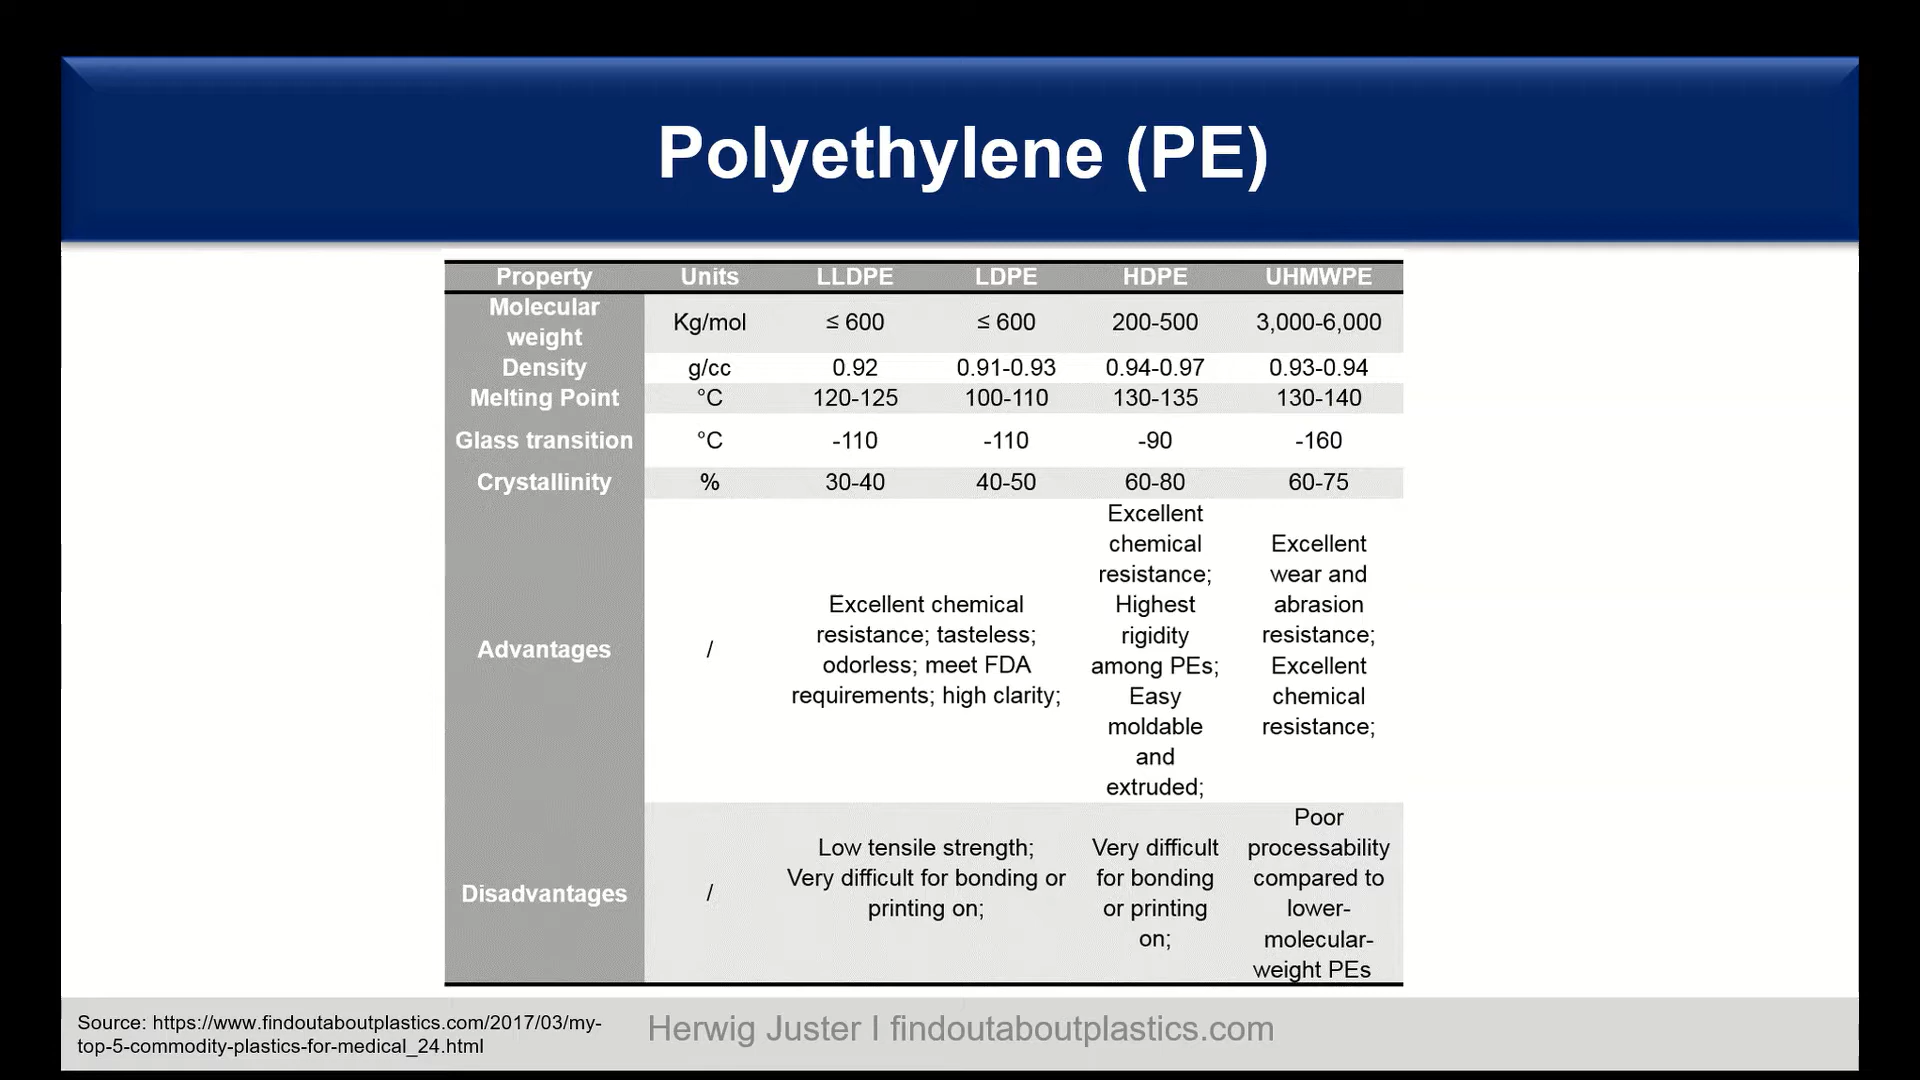 Polyethylene (PE)
Property Units LLDPE LDPE HDPE UHMWPE
Molecular weight Kg/mol ≤ 600 ≤ 600 200-500 3,000-6,000
Density g/cc 0.92 0.91-0.93 0.94-0.97 0.93-0.94
Melting Point °C 120-125 100-110 130-135 130-140
Glass transition °C -110 -110 -90 -160
Crystallinity % 30-40 40-50 60-80 60-75
Advantages
/
Excellent chemical
resistance; tasteless;
odorless; meet FDA
requirements; high clarity;
Excellent
chemical
resistance;
Highest
rigidity
among PEs;
Easy
moldable
and
extruded;
Excellent
wear and
abrasion
resistance;
Excellent
chemical
resistance;
Disadvantages
/
Low tensile strength;
Very difficult for bonding or
printing on;
Very difficult
for bonding
or printing
on;
Poor
processability
compared to
lower-
molecular-
weight PEs
Source: https://www.findoutaboutplastics.com/2017/03/my-
top-5-commodity-plastics-for-medical_24.html
Herwig Juster I findoutaboutplastics.com